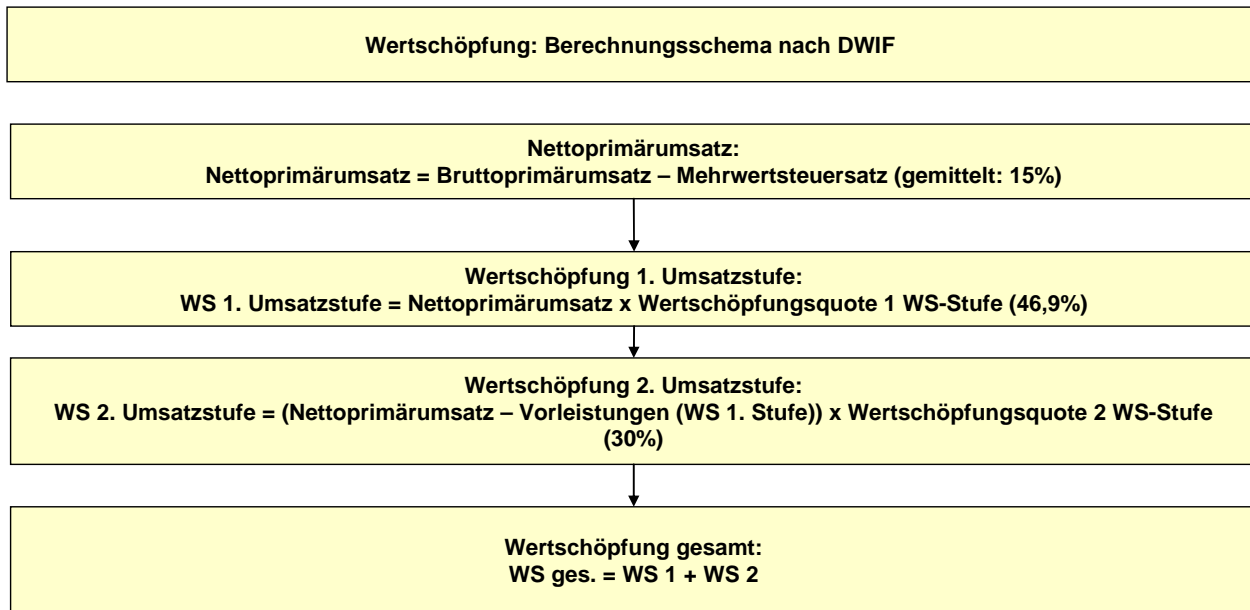 Wertschöpfung: Berechnungsschema nach DWIF
Nettoprimärumsatz:
Nettoprimärumsatz = Bruttoprimärumsatz – Mehrwertsteuersatz (gemittelt: 15%)
Wertschöpfung 1. Umsatzstufe:
WS 1. Umsatzstufe = Nettoprimärumsatz x Wertschöpfungsquote 1 WS-Stufe (46,9%)
Wertschöpfung 2. Umsatzstufe:
WS 2. Umsatzstufe = (Nettoprimärumsatz – Vorleistungen (WS 1. Stufe)) x Wertschöpfungsquote 2 WS-Stufe
(30%)
Wertschöpfung gesamt:
WS ges. = WS 1 + WS 2